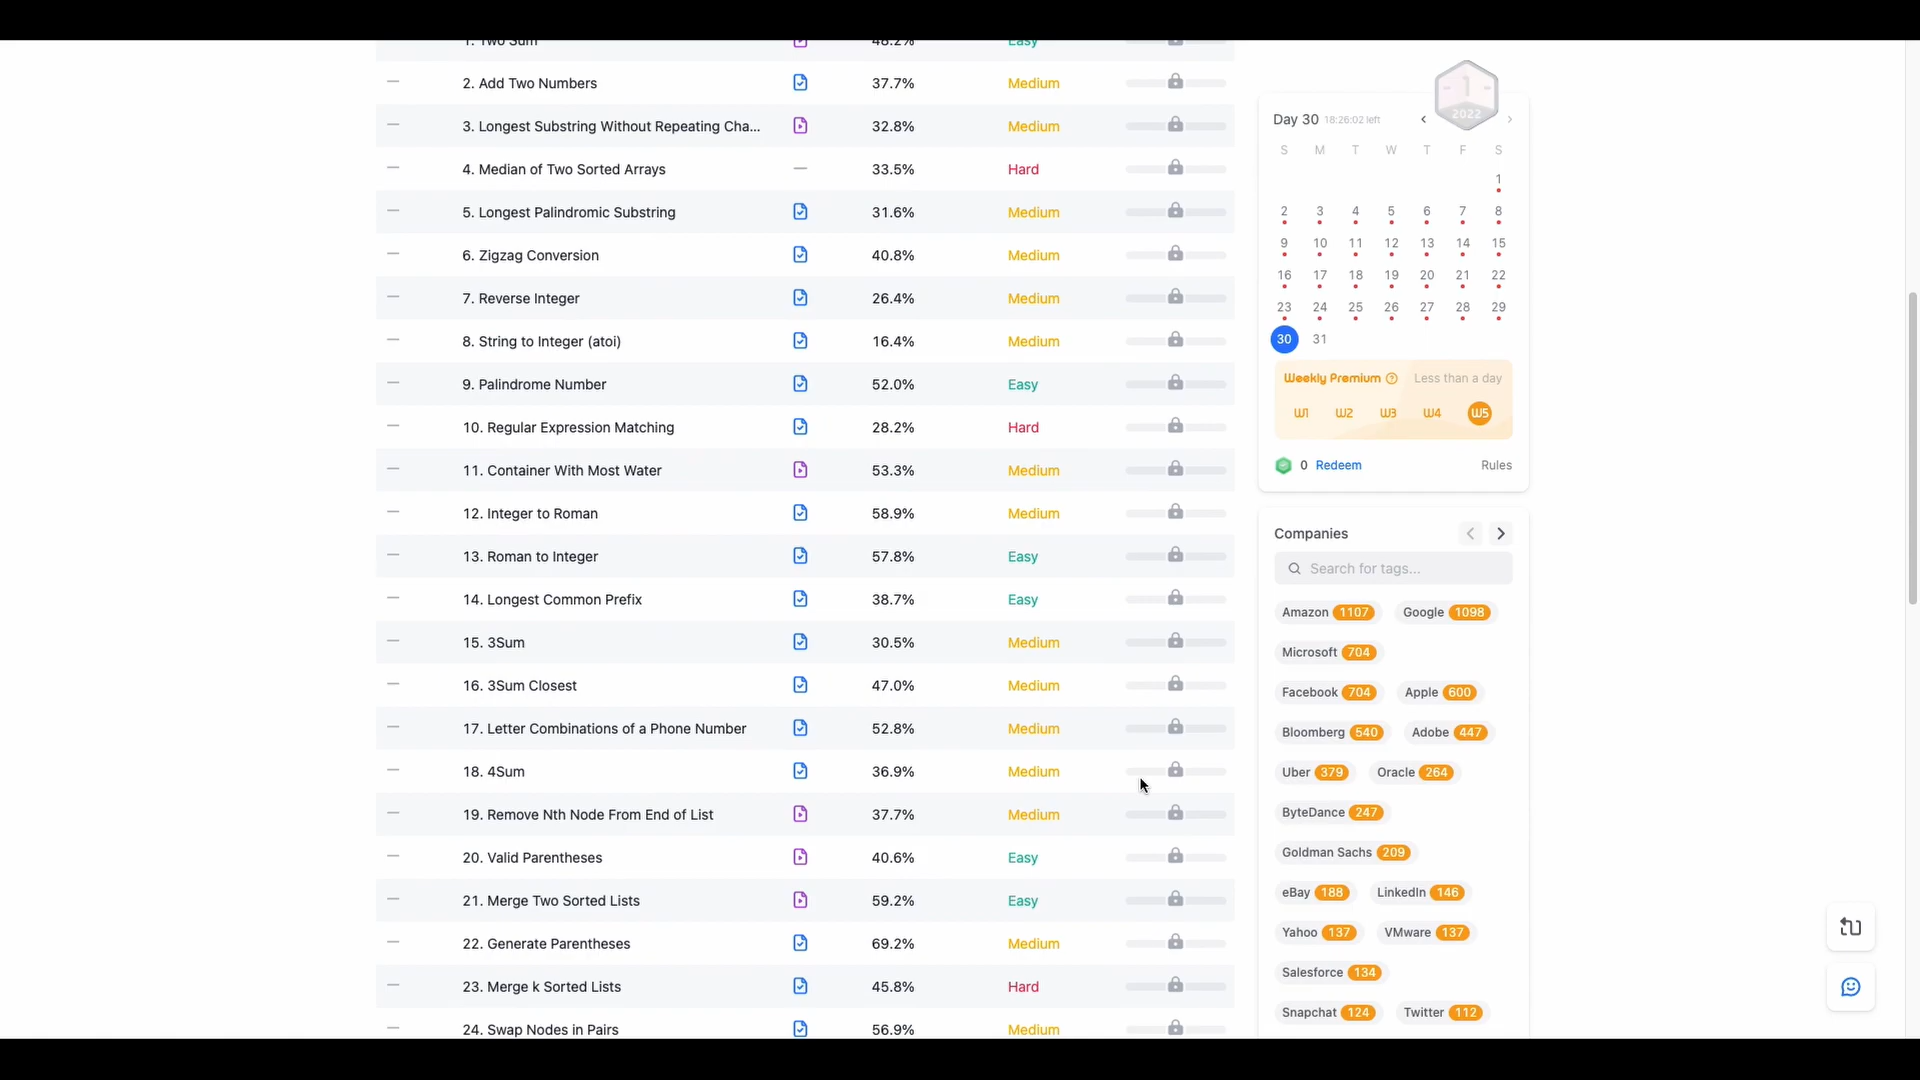 1. Two Sum 48.2% Easy
2. Add Two Numbers 37.7% Medium
3. Longest Substring Without Repeating Cha... 32.8% Medium
4. Median of Two Sorted Arrays 33.5% Hard
5. Longest Palindromic Substring 31.6% Medium
6. Zigzag Conversion 40.8% Medium
7. Reverse Integer 26.4% Medium
8. String to Integer (atoi) 16.4% Medium
9. Palindrome Number 52.0% Easy
10. Regular Expression Matching 28.2% Hard
11. Container With Most Water 53.3% Medium
12. Integer to Roman 58.9% Medium
13. Roman to Integer 57.8% Easy
14. Longest Common Prefix 38.7% Easy
15. 3Sum 30.5% Medium
16. 3Sum Closest 47.0% Medium
17. Letter Combinations of a Phone Number 52.8% Medium
18. 4Sum 36.9% Medium
19. Remove Nth Node From End of List 37.7% Medium
20. Valid Parentheses 40.6% Easy
21. Merge Two Sorted Lists 59.2% Easy
22. Generate Parentheses 69.2% Medium
23. Merge k Sorted Lists 45.8% Hard
24. Swap Nodes in Pairs 56.9% Medium
1
2022
Day 30 18:26:02 left
S M T W T F S
1
2 3 4 5 6 7 8
9 10 11 12 13 14 15
16 17 18 19 20 21 22
23 24 25 26 27 28 29
30 31
Weekly Premium ? Less than a day
W1 W2 W3 W4 W5
0 Redeem Rules
Companies
Search for tags...
Amazon 1107 Google 1098
Microsoft 704
Facebook 704 Apple 600
Bloomberg 540 Adobe 447
Uber 379 Oracle 264
ByteDance 247
Goldman Sachs 209
eBay 188 LinkedIn 146
Yahoo 137 VMware 137
Salesforce 134
Snapchat 124 Twitter 112